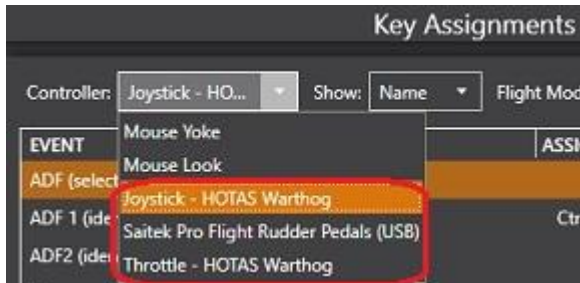 Key Assignments
Controller: Joystick - HO... Show: Name Flight Mod
EVENT ASSI
Mouse Yoke
Mouse Look
ADF (select
Joystick - HOTAS Warthog
ADF 1 (ide Ctr
Saitek Pro Flight Rudder Pedals (USB)
ADF2 (iden
Throttle - HOTAS Warthog